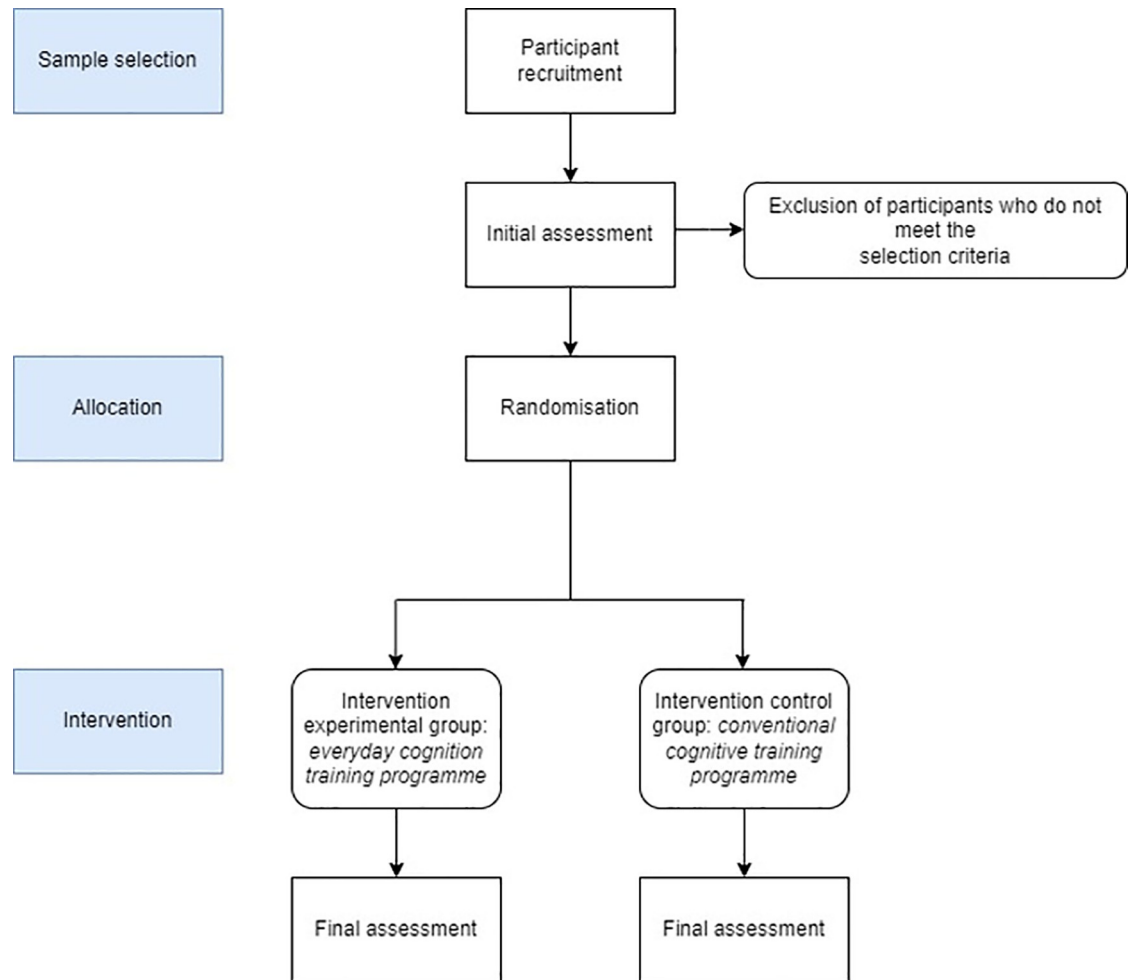 Sample selection
Participant
recruitment
Initial assessment
Exclusion of participants who do not
meet the
selection criteria
Allocation
Randomisation
Intervention
Intervention
experimental group:
everyday cognition
training programme
Intervention control
group: conventional
cognitive training
programme
Final assessment
Final assessment